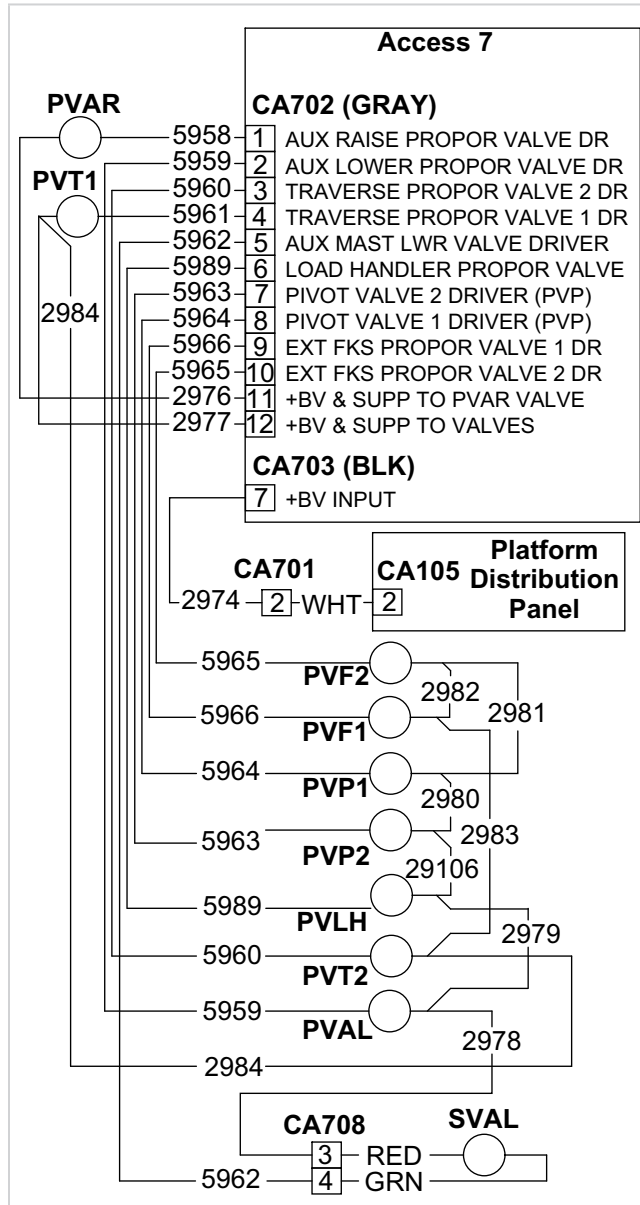 Access 7
PVAR
CA702 (GRAY)
5958 1 AUX RAISE PROPOR VALVE DR
5959 2 AUX LOWER PROPOR VALVE DR
PVT1
5960 3 TRAVERSE PROPOR VALVE 2 DR
5961 4 TRAVERSE PROPOR VALVE 1 DR
5962 5 AUX MAST LWR VALVE DRIVER
5989 6 LOAD HANDLER PROPOR VALVE
5963 7 PIVOT VALVE 2 DRIVER (PVP)
2984
5964 8 PIVOT VALVE 1 DRIVER (PVP)
5966 9 EXT FKS PROPOR VALVE 1 DR
5965 10 EXT FKS PROPOR VALVE 2 DR
2976 11 +BV & SUPP TO PVAR VALVE
2977 12 +BV & SUPP TO VALVES
CA703 (BLK)
7 +BV INPUT
CA701
CA105
Platform
Distribution
Panel
2974 2 WHT 2
5965
PVF2
2982
2981
5966
PVF1
5964
PVP1
2980
2983
5963
PVP2
29106
5989
PVLH
2979
5960
PVT2
5959
PVAL
2978
2984
CA708
SVAL
3 RED
5962 4 GRN